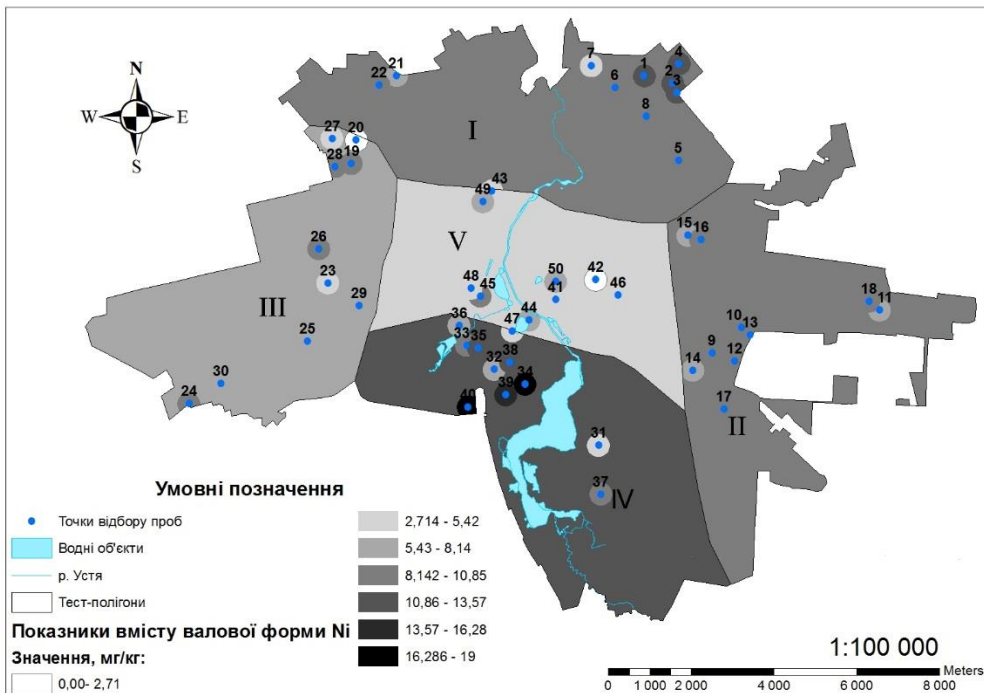 N
W E
S
21
22
7
6
1
2
4
3
8
5
I
27
20
28
19
43
49
V
15
16
26
23
III
29
25
30
24
48
45
50
41
42
46
36
44
47
33
35
38
32
34
39
40
18
11
10
13
9
12
14
17
II
31
37
IV
Умовні позначення
Точки відбору проб
Водні об'єкти
р. Устя
Тест-полігони
Показники вмісту валової форми Ni
Значення, мг/кг:
0,00- 2,71
2,714 - 5,42
5,43 - 8,14
8,142 - 10,85
10,86 - 13,57
13,57 - 16,28
16,286 - 19
1:100 000
Meters
0 1 000 2 000 4 000 6 000 8 000